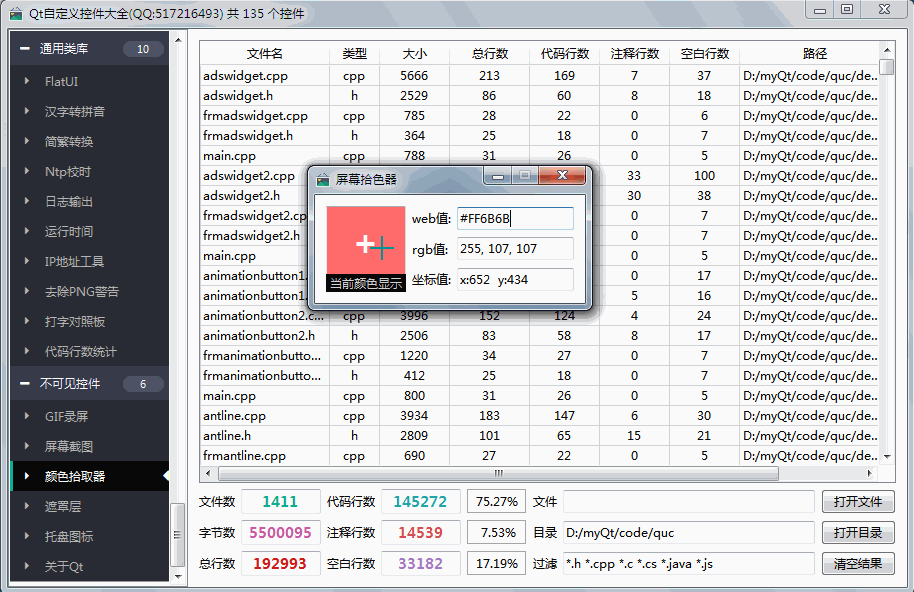 Qt自定义控件大全(QQ:517216493) 共 135 个控件
通用类库 10
FlatUI
汉字转拼音
简繁转换
Ntp校时
日志输出
运行时间
IP地址工具
去除PNG警告
打字对照板
代码行数统计
不可见控件 6
GIF录屏
屏幕截图
颜色拾取器
遮罩层
托盘图标
关于Qt
文件名 类型 大小 总行数 代码行数 注释行数 空白行数 路径
adswidget.cpp cpp 5666 213 169 7 37 D:/myQt/code/quc/de...
adswidget.h h 2529 86 60 8 18 D:/myQt/code/quc/de...
frmadswidget.cpp cpp 785 28 22 0 6 D:/myQt/code/quc/de...
frmadswidget.h h 364 25 18 0 7 D:/myQt/code/quc/de...
main.cpp cpp 788 31 26 0 5 D:/myQt/code/quc/de...
adswidget2.cpp 33 100 D:/myQt/code/quc/de...
adswidget2.h 30 38 D:/myQt/code/quc/de...
frmadswidget2.cp 0 7 D:/myQt/code/quc/de...
frmadswidget2.h 0 7 D:/myQt/code/quc/de...
main.cpp 0 5 D:/myQt/code/quc/de...
animationbutton1. 0 17 D:/myQt/code/quc/de...
animationbutton1. 5 16 D:/myQt/code/quc/de...
animationbutton2.c... cpp 3996 152 124 4 24 D:/myQt/code/quc/de...
animationbutton2.h h 2506 83 58 8 17 D:/myQt/code/quc/de...
frmanimationbutto... cpp 1220 34 27 0 7 D:/myQt/code/quc/de...
frmanimationbutto... h 412 25 18 0 7 D:/myQt/code/quc/de...
main.cpp cpp 800 31 26 0 5 D:/myQt/code/quc/de...
antline.cpp cpp 3934 183 147 6 30 D:/myQt/code/quc/de...
antline.h h 2809 101 65 15 21 D:/myQt/code/quc/de...
frmantline.cpp cpp 690 27 22 0 5 D:/myQt/code/quc/de...
屏幕拾色器
web值: #FF6B6B
rgb值: 255, 107, 107
当前颜色显示
坐标值: x:652 y:434
文件数 1411 代码行数 145272 75.27% 文件 打开文件
字节数 5500095 注释行数 14539 7.53% 目录 D:/myQt/code/quc 打开目录
总行数 192993 空白行数 33182 17.19% 过滤 *.h *.cpp *.c *.cs *.java *.js 清空结果